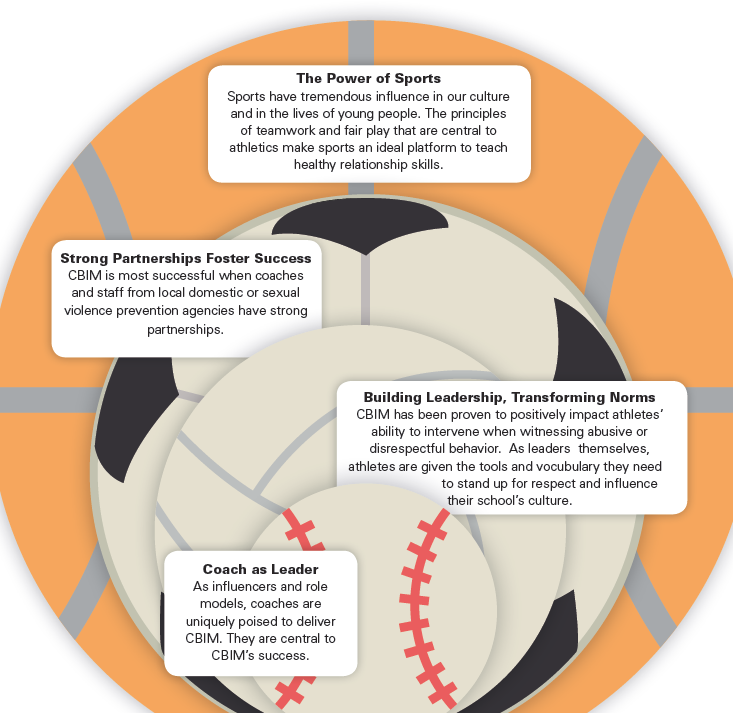 The Power of Sports
Sports have tremendous influence in our culture
and in the lives of young people. The principles
of teamwork and fair play that are central to
athletics make sports an ideal platform to teach
healthy relationship skills.
Strong Partnerships Foster Success
CBIM is most successful when coaches
and staff from local domestic or sexual
violence prevention agencies have strong
partnerships.
Building Leadership, Transforming Norms
CBIM has been proven to positively impact athletes’
ability to intervene when witnessing abusive or
disrespectful behavior. As leaders themselves,
athletes are given the tools and vocubulary they need
to stand up for respect and influence
their school’s culture.
Coach as Leader
As influencers and role
models, coaches are
uniquely poised to deliver
CBIM. They are central to
CBIM’s success.